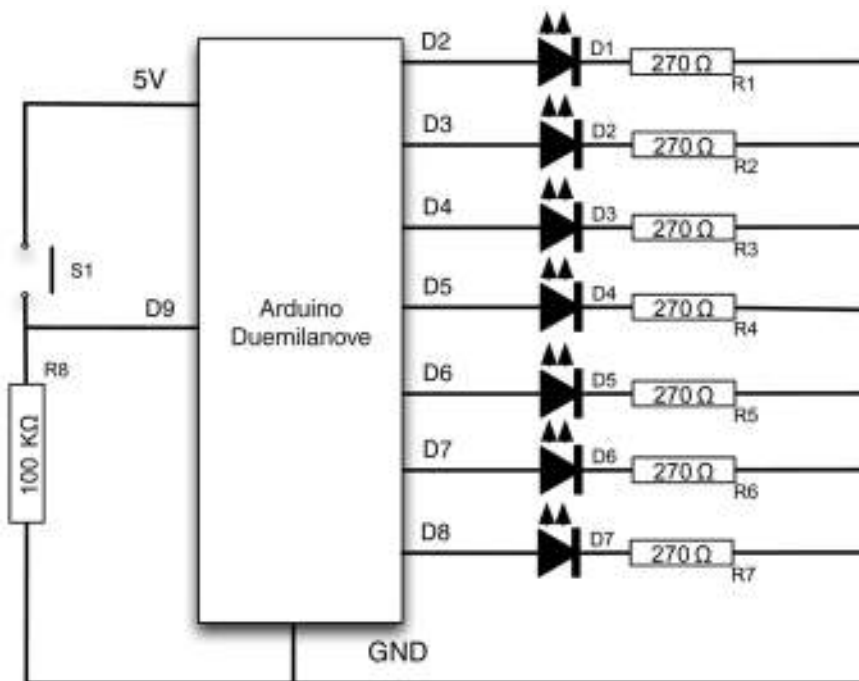 5V
S1
D9
R8
100 KΩ
Arduino
Duemilanove
GND
D2
D1
270 Ω
R1
D3
D2
270 Ω
R2
D4
D3
270 Ω
R3
D5
D4
270 Ω
R4
D6
D5
270 Ω
R5
D7
D6
270 Ω
R6
D8
D7
270 Ω
R7